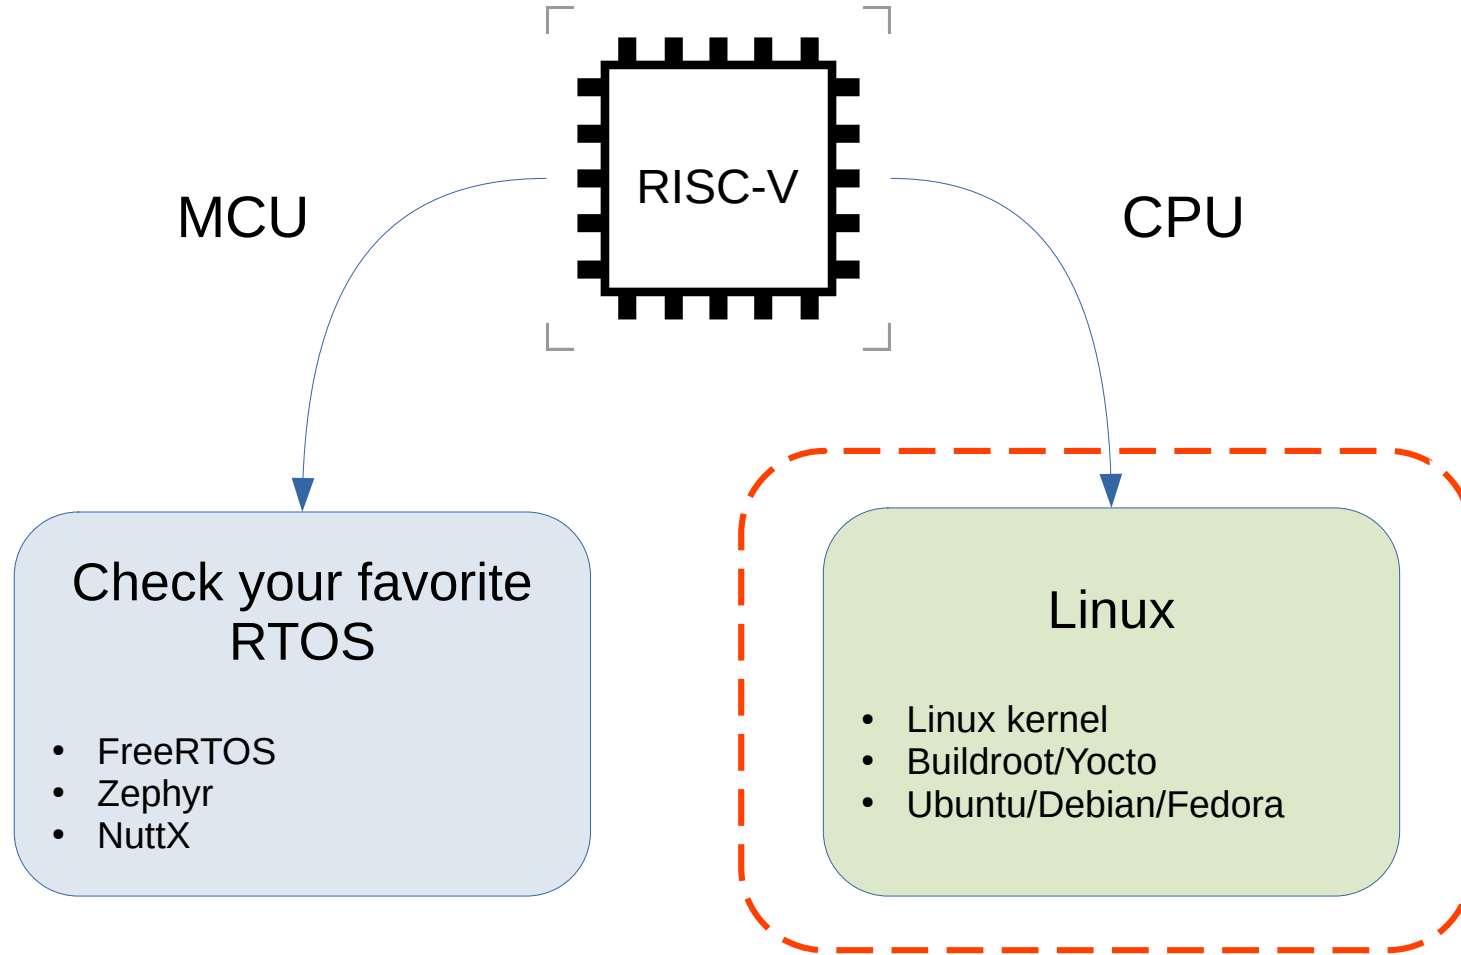 RISC-V
MCU
CPU
Check your favorite
RTOS
• FreeRTOS
• Zephyr
• NuttX
Linux
• Linux kernel
• Buildroot/Yocto
• Ubuntu/Debian/Fedora